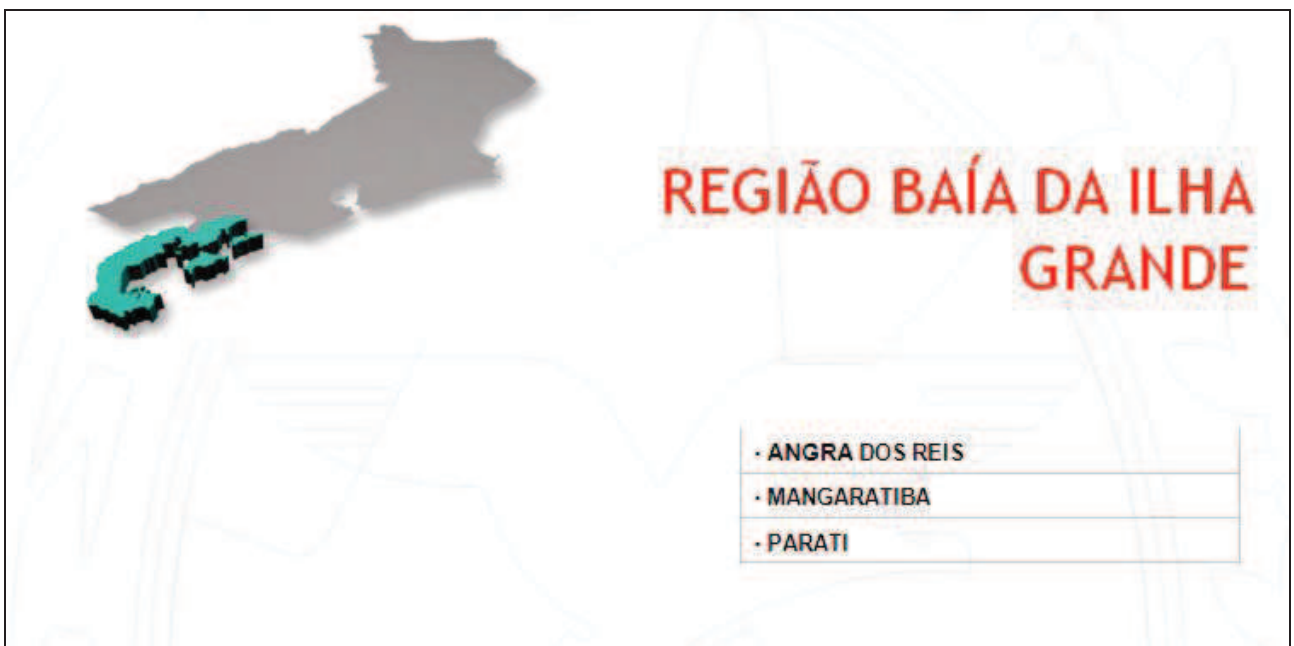 REGIÃO BAÍA DA ILHA
GRANDE
· ANGRA DOS REIS
· MANGARATIBA
· PARATI